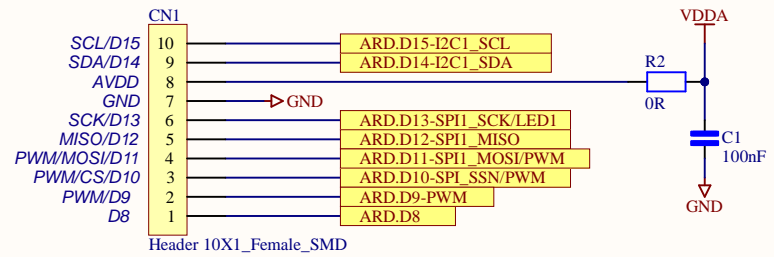 CN1
VDDA
SCL/D15 10 ARD.D15-I2C1_SCL
SDA/D14 9 ARD.D14-I2C1_SDA
R2
AVDD 8
0R
GND 7 GND
SCK/D13 6 ARD.D13-SPI1_SCK/LED1
MISO/D12 5 ARD.D12-SPI1_MISO
C1
PWM/MOSI/D11 4 ARD.D11-SPI1_MOSI/PWM
100nF
PWM/CS/D10 3 ARD.D10-SPI_SSN/PWM
PWM/D9 2 ARD.D9-PWM
GND
D8 1 ARD.D8
Header 10X1_Female_SMD